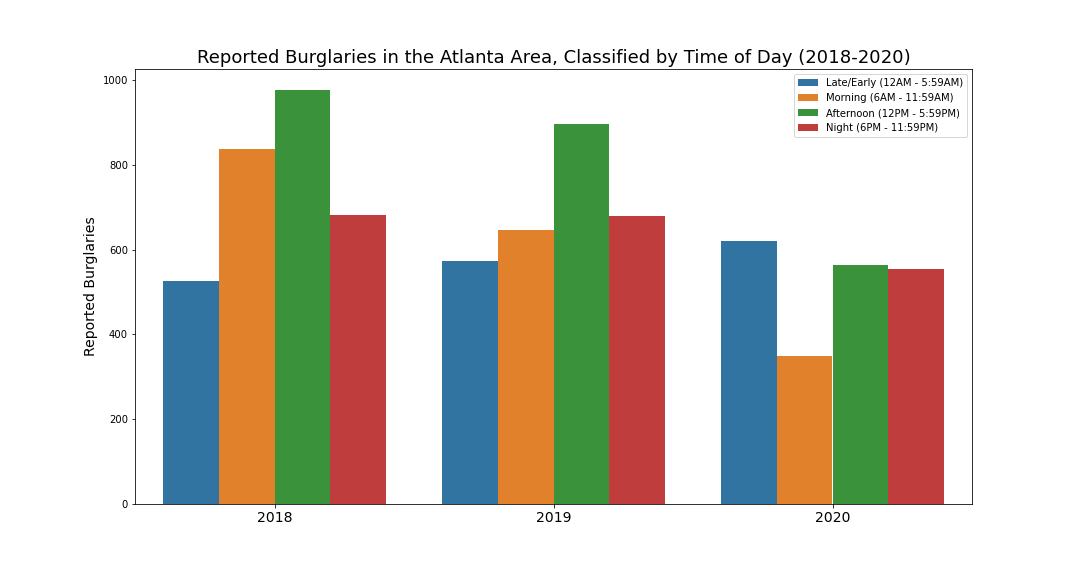 Reported Burglaries in the Atlanta Area, Classified by Time of Day (2018-2020)
Late/Early (12AM - 5:59AM)
Morning (6AM - 11:59AM)
Afternoon (12PM - 5:59PM)
Night (6PM - 11:59PM)
Reported Burglaries
1000
800
600
400
200
0
2018
2019
2020